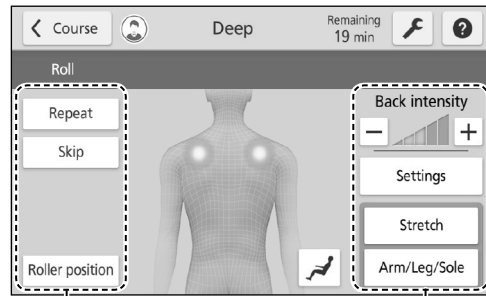 Course
Deep
Remaining
19 min
?
Roll
Repeat
Skip
Roller position
Back intensity
− +
Settings
Stretch
Arm/Leg/Sole